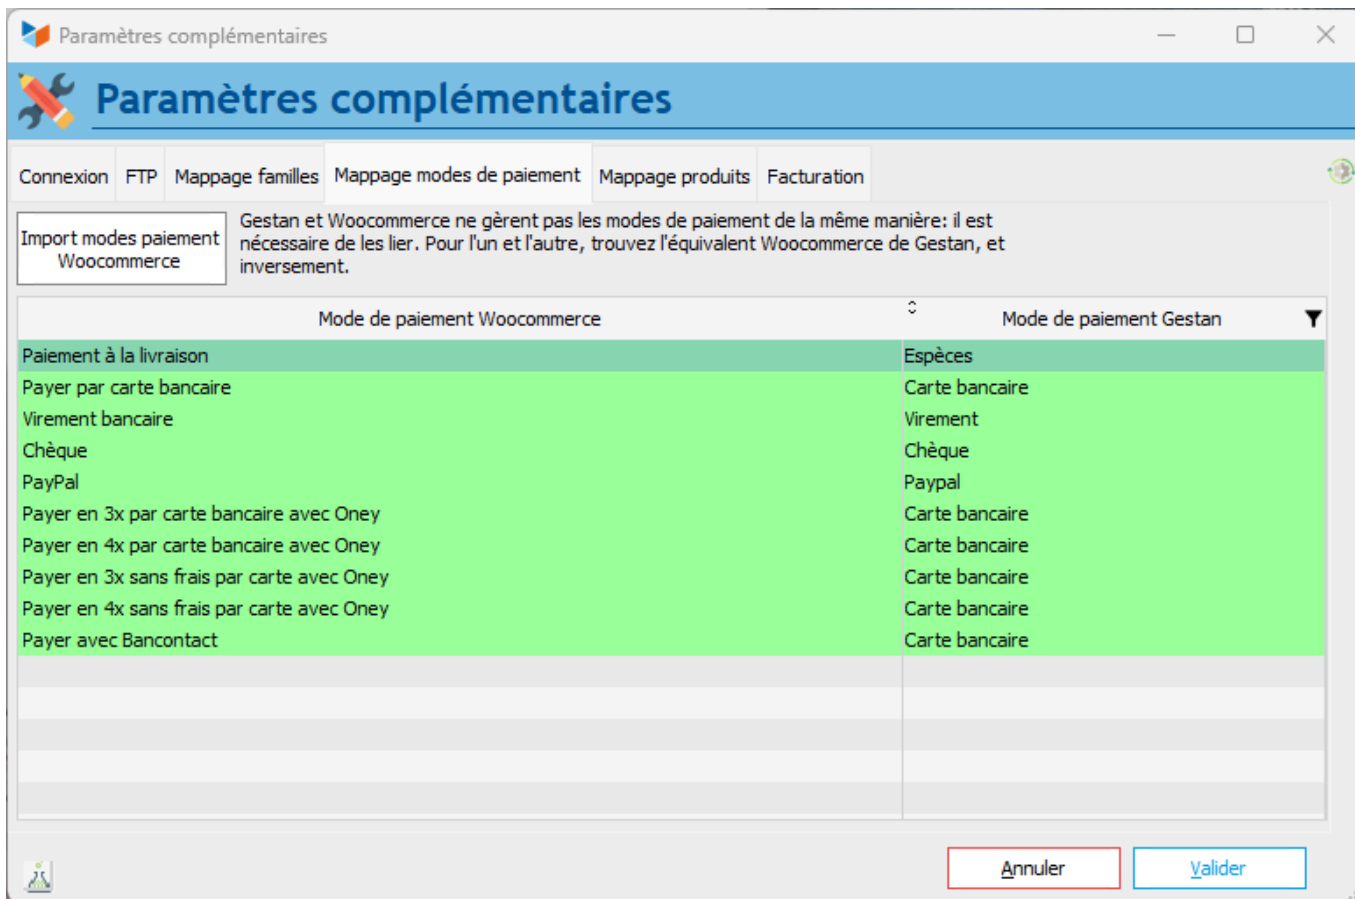 Paramètres complémentaires
Paramètres complémentaires
Connexion FTP Mappage familles Mappage modes de paiement Mappage produits Facturation
Import modes paiement Woocommerce
Gestan et Woocommerce ne gèrent pas les modes de paiement de la même manière: il est
nécessaire de les lier. Pour l'un et l'autre, trouvez l'équivalent Woocommerce de Gestan, et
inversement.
Mode de paiement Woocommerce Mode de paiement Gestan
Paiement à la livraison Espèces
Payer par carte bancaire Carte bancaire
Virement bancaire Virement
Chèque Chèque
PayPal Paypal
Payer en 3x par carte bancaire avec Oney Carte bancaire
Payer en 4x par carte bancaire avec Oney Carte bancaire
Payer en 3x sans frais par carte avec Oney Carte bancaire
Payer en 4x sans frais par carte avec Oney Carte bancaire
Payer avec Bancontact Carte bancaire
Annuler Valider